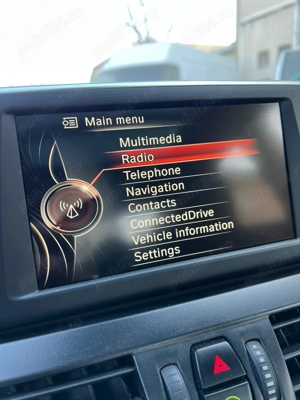 Main menu
Multimedia
Radio
Telephone
Navigation
Contacts
ConnectedDrive
Vehicle information
Settings